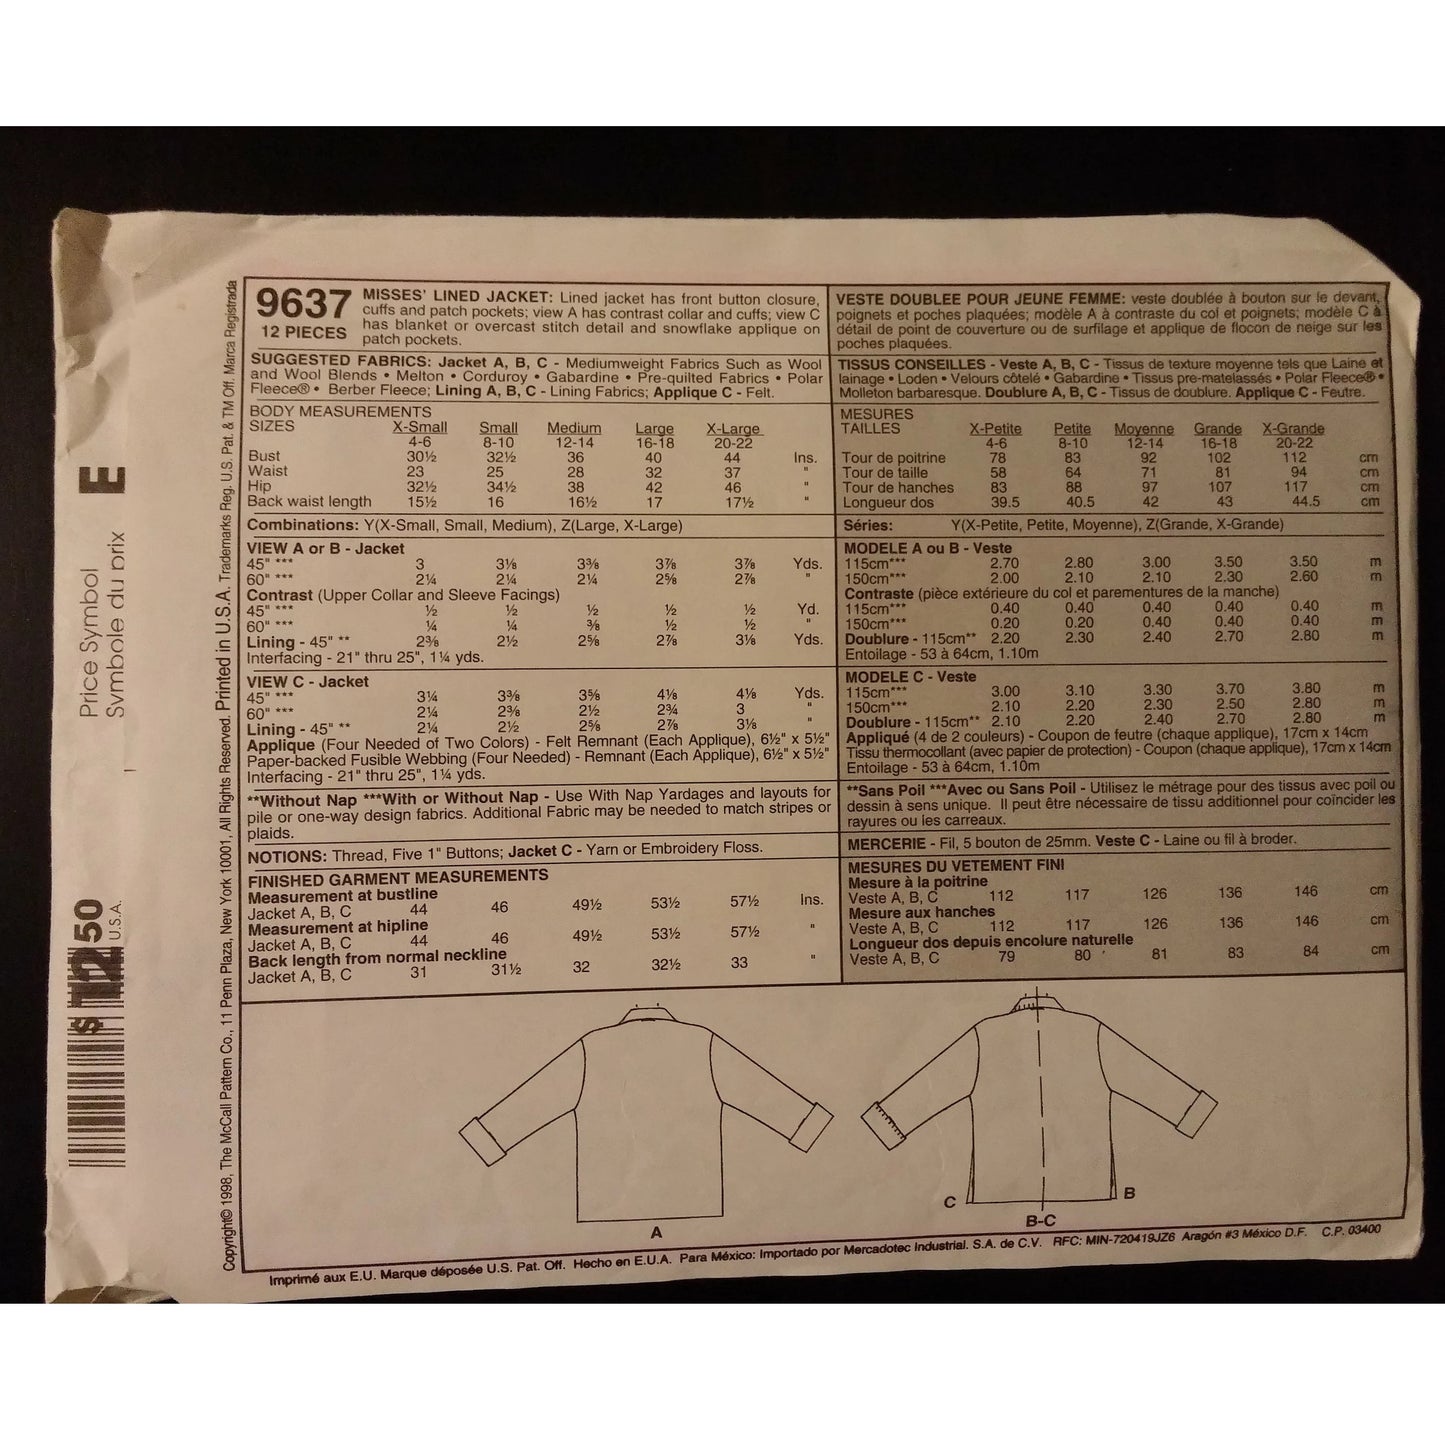 Price Symbol
Symbole du prix
E
$ 12.50
U.S.A.
Copyright© 1998, The McCall Pattern Co., 11 Penn Plaza, New York 10001, All Rights Reserved. Printed in U.S.A. Trademarks Reg. U.S. Pat. & TM Off. Marca Registrada
9637
12 PIECES
MISSES' LINED JACKET: Lined jacket has front button closure,
cuffs and patch pockets; view A has contrast collar and cuffs; view C
has blanket or overcast stitch detail and snowflake applique on
patch pockets.
SUGGESTED FABRICS: Jacket A, B, C - Mediumweight Fabrics Such as Wool
and Wool Blends • Melton • Corduroy • Gabardine • Pre-quilted Fabrics • Polar
Fleece® • Berber Fleece; Lining A, B, C - Lining Fabrics; Applique C - Felt.
BODY MEASUREMENTS
SIZES X-Small Small Medium Large X-Large
4-6 8-10 12-14 16-18 20-22
Bust 30½ 32½ 36 40 44 Ins.
Waist 23 25 28 32 37 "
Hip 32½ 34½ 38 42 46 "
Back waist length 15½ 16 16½ 17 17½ "
Combinations: Y(X-Small, Small, Medium), Z(Large, X-Large)
VIEW A or B - Jacket
45" *** 3 3⅛ 3⅜ 3⅞ 3⅞ Yds.
60" *** 2¼ 2¼ 2¼ 2⅝ 2⅞ "
Contrast (Upper Collar and Sleeve Facings)
45" *** ½ ½ ½ ½ ½ Yd.
60" *** ¼ ¼ ⅜ ½ ½ "
Lining - 45" ** 2⅜ 2½ 2⅝ 2⅞ 3⅛ Yds.
Interfacing - 21" thru 25", 1¼ yds.
VIEW C - Jacket
45" *** 3¼ 3⅜ 3⅝ 4⅛ 4⅛ Yds.
60" *** 2¼ 2⅜ 2½ 2¾ 3 "
Lining - 45" ** 2¼ 2½ 2⅝ 2⅞ 3⅛ "
Applique (Four Needed of Two Colors) - Felt Remnant (Each Applique), 6½" x 5½"
Paper-backed Fusible Webbing (Four Needed) - Remnant (Each Applique), 6½" x 5½"
Interfacing - 21" thru 25", 1¼ yds.
**Without Nap ***With or Without Nap - Use With Nap Yardages and layouts for
pile or one-way design fabrics. Additional Fabric may be needed to match stripes or
plaids.
NOTIONS: Thread, Five 1" Buttons; Jacket C - Yarn or Embroidery Floss.
FINISHED GARMENT MEASUREMENTS
Measurement at bustline
Jacket A, B, C 44 46 49½ 53½ 57½ Ins.
Measurement at hipline
Jacket A, B, C 44 46 49½ 53½ 57½ "
Back length from normal neckline
Jacket A, B, C 31 31½ 32 32½ 33 "
VESTE DOUBLEE POUR JEUNE FEMME: veste doublée à bouton sur le devant,
poignets et poches plaquées; modèle A à contraste du col et poignets; modèle C à
détail de point de couverture ou de surfilage et applique de flocon de neige sur les
poches plaquées.
TISSUS CONSEILLES - Veste A, B, C - Tissus de texture moyenne tels que Laine et
lainage • Loden • Velours côtelé • Gabardine • Tissus pre-matelassés • Polar Fleece® •
Molleton barbaresque. Doublure A, B, C - Tissus de doublure. Applique C - Feutre.
MESURES
TAILLES X-Petite Petite Moyenne Grande X-Grande
4-6 8-10 12-14 16-18 20-22
Tour de poitrine 78 83 92 102 112 cm
Tour de taille 58 64 71 81 94 cm
Tour de hanches 83 88 97 107 117 cm
Longueur dos 39.5 40.5 42 43 44.5 cm
Séries: Y(X-Petite, Petite, Moyenne), Z(Grande, X-Grande)
MODELE A ou B - Veste
115cm*** 2.70 2.80 3.00 3.50 3.50 m
150cm*** 2.00 2.10 2.10 2.30 2.60 m
Contraste (pièce extérieure du col et parementures de la manche)
115cm*** 0.40 0.40 0.40 0.40 0.40 m
150cm*** 0.20 0.20 0.40 0.40 0.40 m
Doublure - 115cm** 2.20 2.30 2.40 2.70 2.80 m
Entoilage - 53 à 64cm, 1.10m
MODELE C - Veste
115cm*** 3.00 3.10 3.30 3.70 3.80 m
150cm*** 2.10 2.20 2.30 2.50 2.80 m
Doublure - 115cm** 2.10 2.20 2.40 2.70 2.80 m
Appliqué (4 de 2 couleurs) - Coupon de feutre (chaque applique), 17cm x 14cm
Tissu thermocollant (avec papier de protection) - Coupon (chaque applique), 17cm x 14cm
Entoilage - 53 à 64cm, 1.10m
**Sans Poil ***Avec ou Sans Poil - Utilisez le métrage pour des tissus avec poil ou
dessin à sens unique. Il peut être nécessaire de tissu additionnel pour coïncider les
rayures ou les carreaux.
MERCERIE - Fil, 5 bouton de 25mm. Veste C - Laine ou fil à broder.
MESURES DU VETEMENT FINI
Mesure à la poitrine
Veste A, B, C 112 117 126 136 146 cm
Mesure aux hanches
Veste A, B, C 112 117 126 136 146 cm
Longueur dos depuis encolure naturelle
Veste A, B, C 79 80 81 83 84 cm
A
C
B
B-C
Imprimé aux E.U. Marque déposée U.S. Pat. Off. Hecho en E.U.A. Para México: Importado por Mercadotec Industrial. S.A. de C.V. RFC: MIN-720419JZ6 Aragón #3 México D.F. C.P. 03400